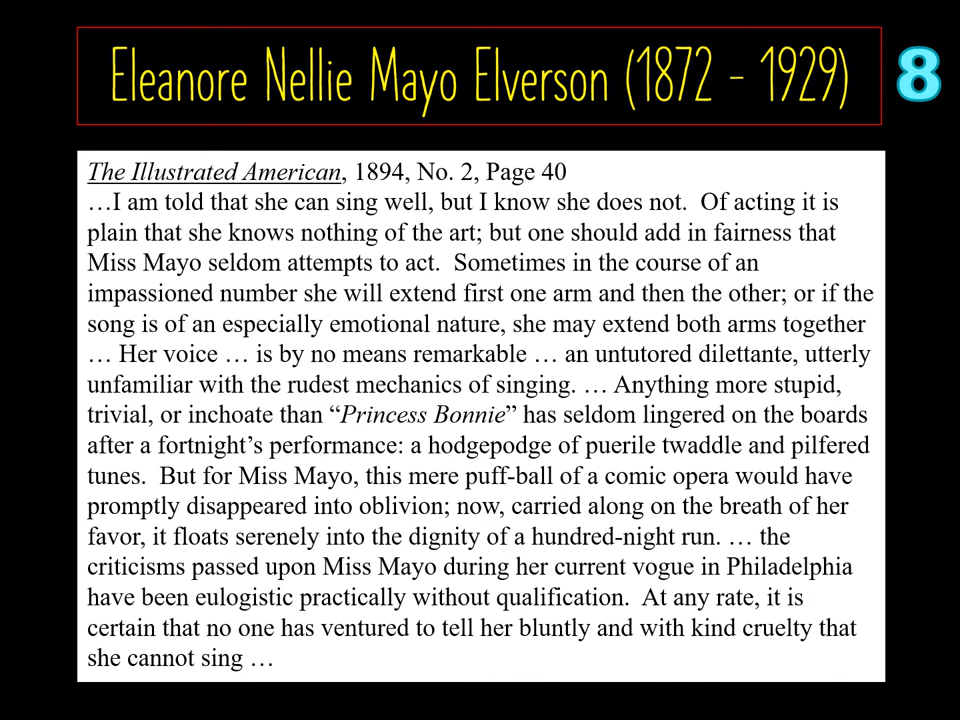 Eleanore Nellie Mayo Elverson (1872 - 1929)
8
The Illustrated American, 1894, No. 2, Page 40
…I am told that she can sing well, but I know she does not.  Of acting it is
plain that she knows nothing of the art; but one should add in fairness that
Miss Mayo seldom attempts to act.  Sometimes in the course of an
impassioned number she will extend first one arm and then the other; or if the
song is of an especially emotional nature, she may extend both arms together
… Her voice … is by no means remarkable … an untutored dilettante, utterly
unfamiliar with the rudest mechanics of singing. … Anything more stupid,
trivial, or inchoate than “Princess Bonnie” has seldom lingered on the boards
after a fortnight’s performance: a hodgepodge of puerile twaddle and pilfered
tunes.  But for Miss Mayo, this mere puff-ball of a comic opera would have
promptly disappeared into oblivion; now, carried along on the breath of her
favor, it floats serenely into the dignity of a hundred-night run. … the
criticisms passed upon Miss Mayo during her current vogue in Philadelphia
have been eulogistic practically without qualification.  At any rate, it is
certain that no one has ventured to tell her bluntly and with kind cruelty that
she cannot sing …